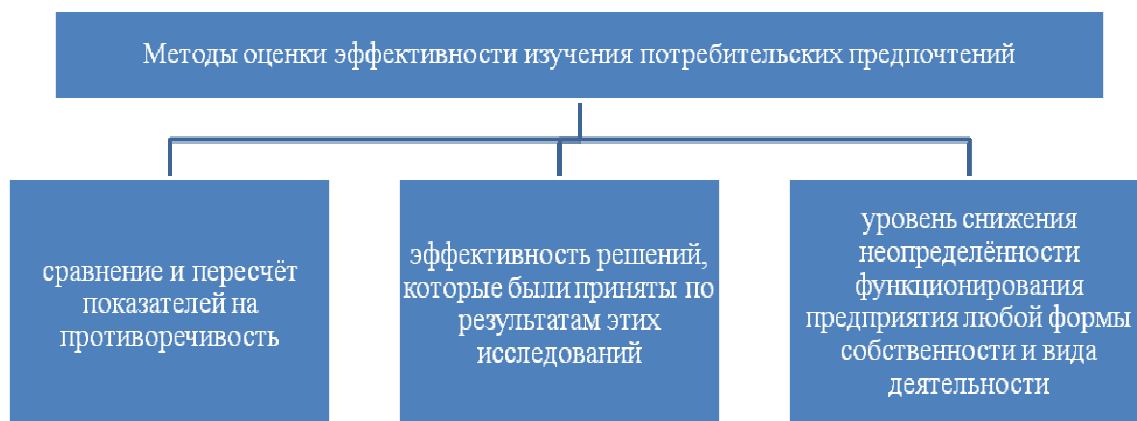 Методы оценки эффективности изучения потребительских предпочтений
сравнение и пересчёт
показателей на
противоречивость
эффективность решений,
которые были приняты по
результатам этих
исследований
уровень снижения
неопределённости
функционирования
предприятия любой формы
собственности и вида
деятельности